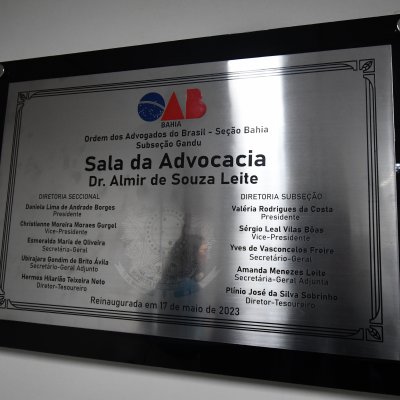 OAB
BAHIA
Ordem dos Advogados do Brasil - Seção Bahia
Subseção Gandu
Sala da Advocacia
Dr. Almir de Souza Leite
DIRETORIA SECCIONAL
Daniela Lima de Andrade Borges
Presidente
Christianne Moreira Moraes Gurgel
Vice-Presidente
Esmeralda Maria de Oliveira
Secretária-Geral
Ubirajara Gondim de Brito Ávila
Secretário-Geral Adjunto
Hermes Hilarião Teixeira Neto
Diretor-Tesoureiro
DIRETORIA SUBSEÇÃO
Valéria Rodrigues da Costa
Presidente
Sérgio Leal Vilas Bôas
Vice-Presidente
Yves de Vasconcelos Freire
Secretário-Geral
Amanda Menezes Leite
Secretária-Geral Adjunta
Plínio José da Silva Sobrinho
Diretor-Tesoureiro
Reinaugurada em 17 de maio de 2023